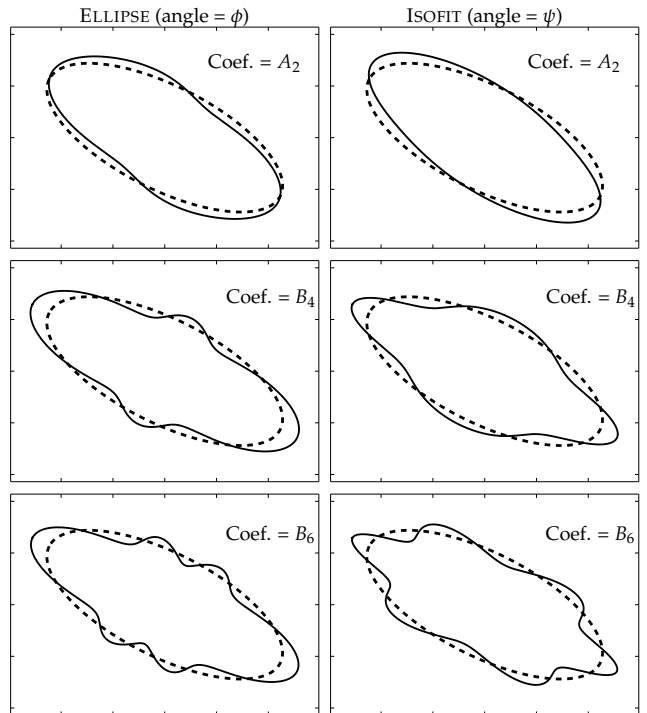 ELLIPSE (angle = ϕ) ISOFIT (angle = ψ)
Coef. = A₂ Coef. = A₂
Coef. = B₄ Coef. = B₄
Coef. = B₆ Coef. = B₆